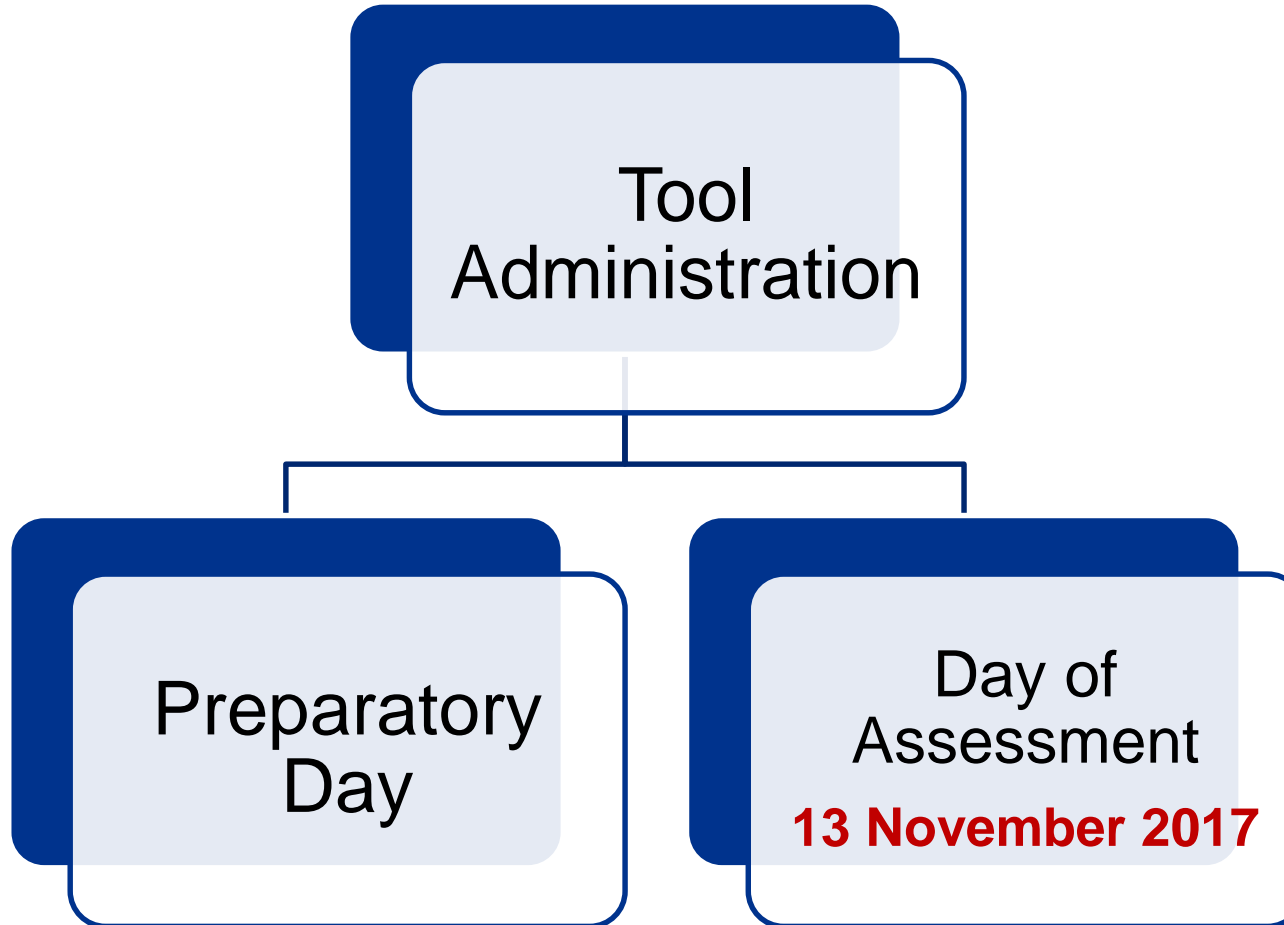 Tool
Administration
Preparatory
Day
Day of
Assessment
13 November 2017